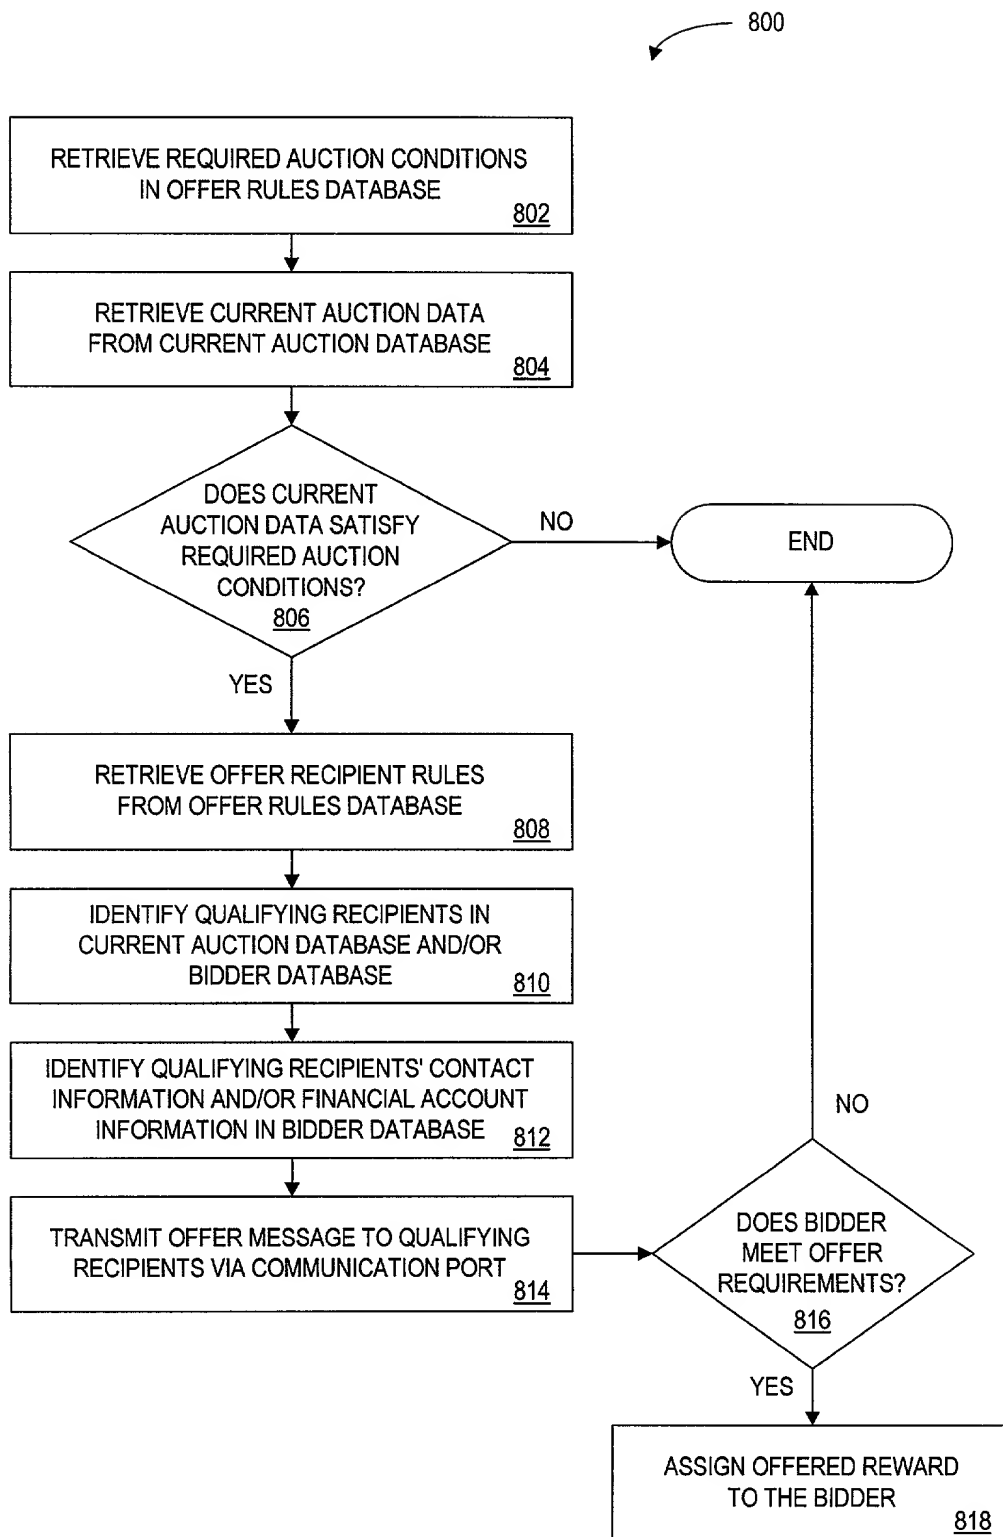 800
RETRIEVE REQUIRED AUCTION CONDITIONS
IN OFFER RULES DATABASE
802
RETRIEVE CURRENT AUCTION DATA
FROM CURRENT AUCTION DATABASE
804
DOES CURRENT
AUCTION DATA SATISFY
REQUIRED AUCTION
CONDITIONS?
806
NO
END
YES
RETRIEVE OFFER RECIPIENT RULES
FROM OFFER RULES DATABASE
808
IDENTIFY QUALIFYING RECIPIENTS IN
CURRENT AUCTION DATABASE AND/OR
BIDDER DATABASE
810
IDENTIFY QUALIFYING RECIPIENTS' CONTACT
INFORMATION AND/OR FINANCIAL ACCOUNT
INFORMATION IN BIDDER DATABASE
812
TRANSMIT OFFER MESSAGE TO QUALIFYING
RECIPIENTS VIA COMMUNICATION PORT
814
NO
DOES BIDDER
MEET OFFER
REQUIREMENTS?
816
YES
ASSIGN OFFERED REWARD
TO THE BIDDER
818